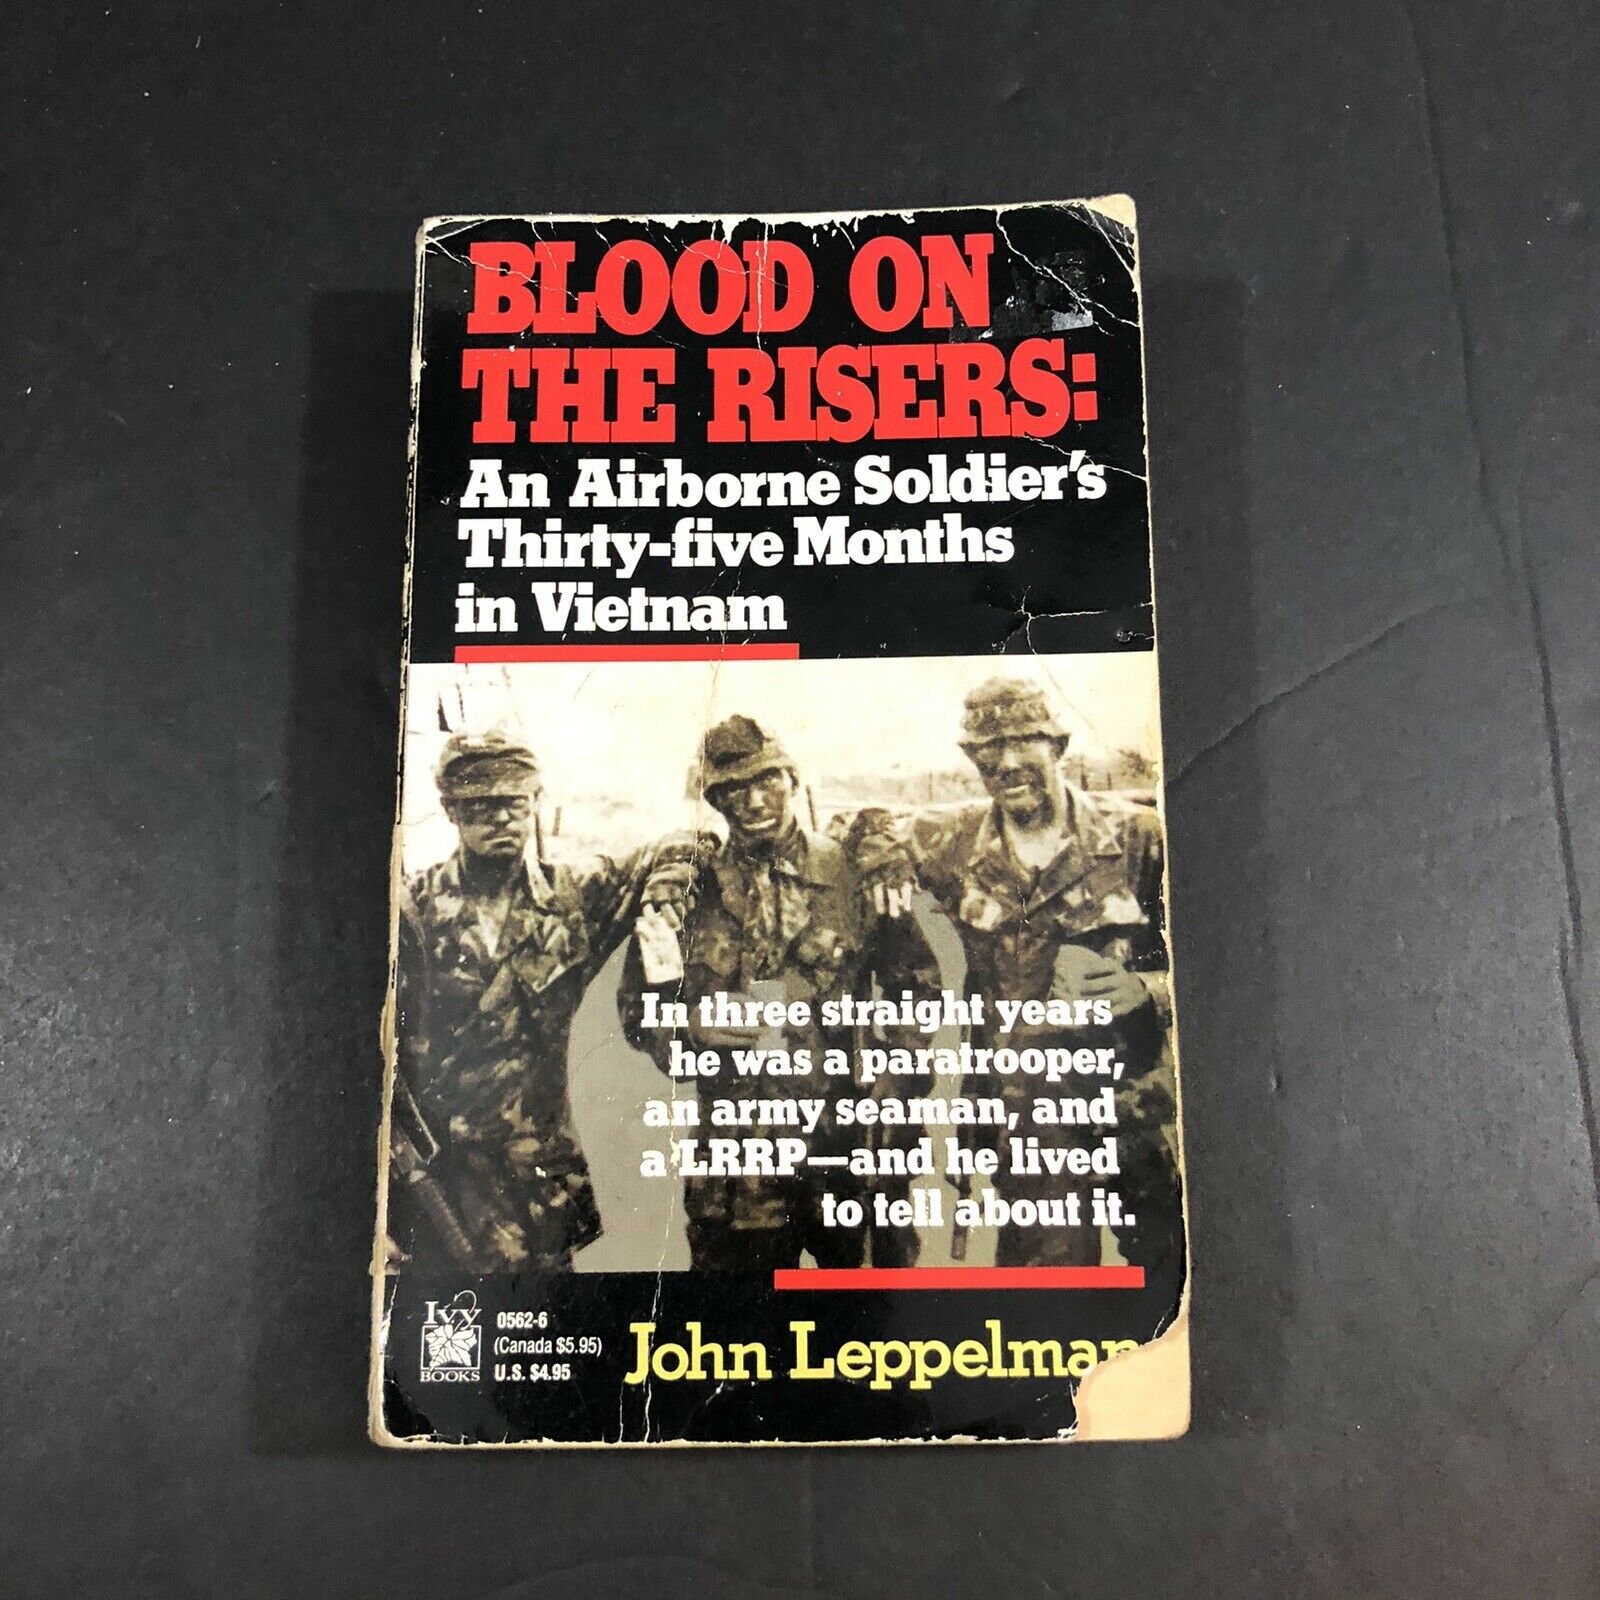 BLOOD ON
THE RISERS:
An Airborne Soldier's
Thirty-five Months
in Vietnam
In three straight years
he was a paratrooper,
an army seaman, and
a LRRP—and he lived
to tell about it.
Ivy
BOOKS
0562-6
(Canada $5.95)
U.S. $4.95
John Leppelman